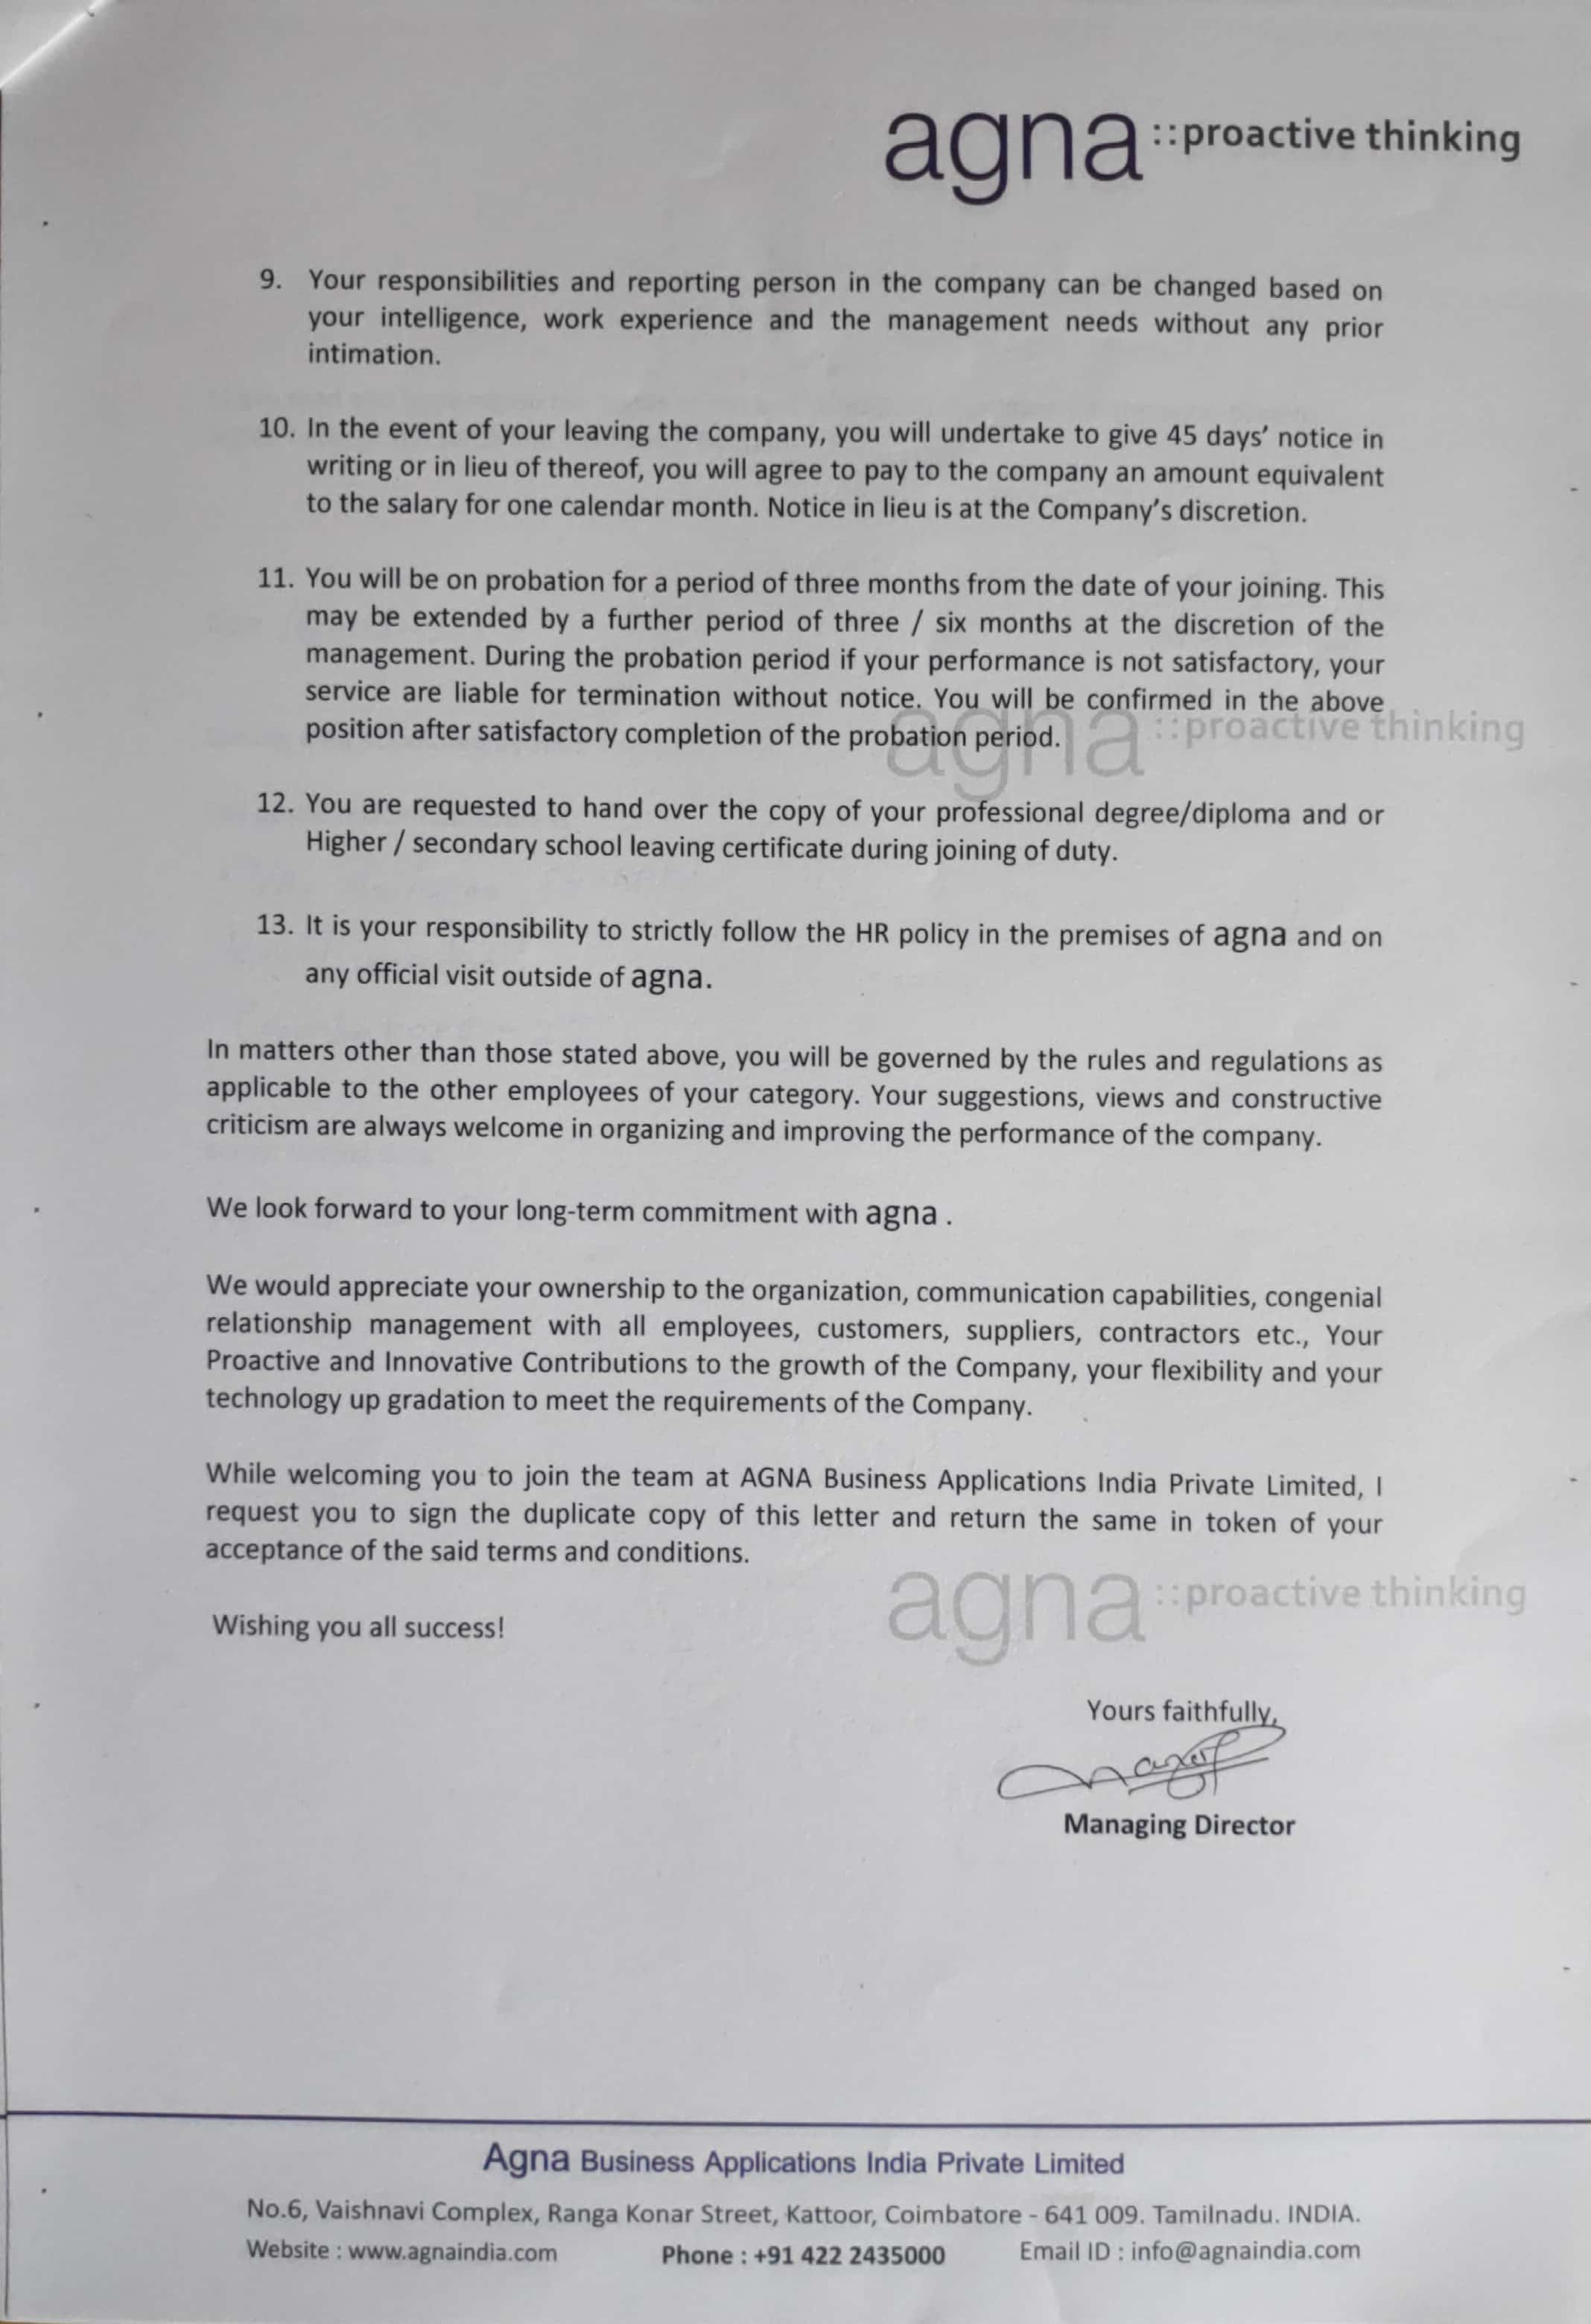 agna ::proactive thinking
9. Your responsibilities and reporting person in the company can be changed based on
your intelligence, work experience and the management needs without any prior
intimation.
10. In the event of your leaving the company, you will undertake to give 45 days’ notice in
writing or in lieu of thereof, you will agree to pay to the company an amount equivalent
to the salary for one calendar month. Notice in lieu is at the Company’s discretion.
11. You will be on probation for a period of three months from the date of your joining. This
may be extended by a further period of three / six months at the discretion of the
management. During the probation period if your performance is not satisfactory, your
service are liable for termination without notice. You will be confirmed in the above
position after satisfactory completion of the probation period.
agna ::proactive thinking
12. You are requested to hand over the copy of your professional degree/diploma and or
Higher / secondary school leaving certificate during joining of duty.
13. It is your responsibility to strictly follow the HR policy in the premises of agna and on
any official visit outside of agna.
In matters other than those stated above, you will be governed by the rules and regulations as
applicable to the other employees of your category. Your suggestions, views and constructive
criticism are always welcome in organizing and improving the performance of the company.
We look forward to your long-term commitment with agna .
We would appreciate your ownership to the organization, communication capabilities, congenial
relationship management with all employees, customers, suppliers, contractors etc., Your
Proactive and Innovative Contributions to the growth of the Company, your flexibility and your
technology up gradation to meet the requirements of the Company.
While welcoming you to join the team at AGNA Business Applications India Private Limited, I
request you to sign the duplicate copy of this letter and return the same in token of your
acceptance of the said terms and conditions.
agna ::proactive thinking
Wishing you all success!
Yours faithfully,
Managing Director
Agna Business Applications India Private Limited
No.6, Vaishnavi Complex, Ranga Konar Street, Kattoor, Coimbatore - 641 009. Tamilnadu. INDIA.
Website : www.agnaindia.com Phone : +91 422 2435000 Email ID : info@agnaindia.com